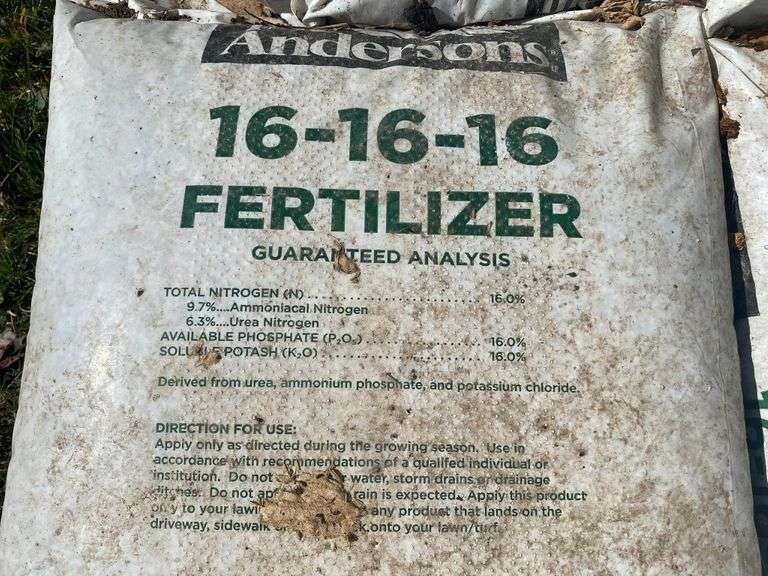 Andersons
16-16-16
FERTILIZER
GUARANTEED ANALYSIS
TOTAL NITROGEN (N) . . . . . . . . . . . . . . . . . . . . . . . . . . 16.0%
9.7%....Ammoniacal Nitrogen
6.3%....Urea Nitrogen
AVAILABLE PHOSPHATE (P₂O₅) . . . . . . . . . . . . . . . . . . 16.0%
SOLUBLE POTASH (K₂O) . . . . . . . . . . . . . . . . . . . . . . . 16.0%
Derived from urea, ammonium phosphate, and potassium chloride.
DIRECTION FOR USE:
Apply only as directed during the growing season. Use in
accordance with recommendations of a qualifed individual or
institution. Do not water, storm drains or drainage
ditches. Do not rain is expected. Apply this product
only to your any product that lands on the
driveway, onto your lawn/turf.